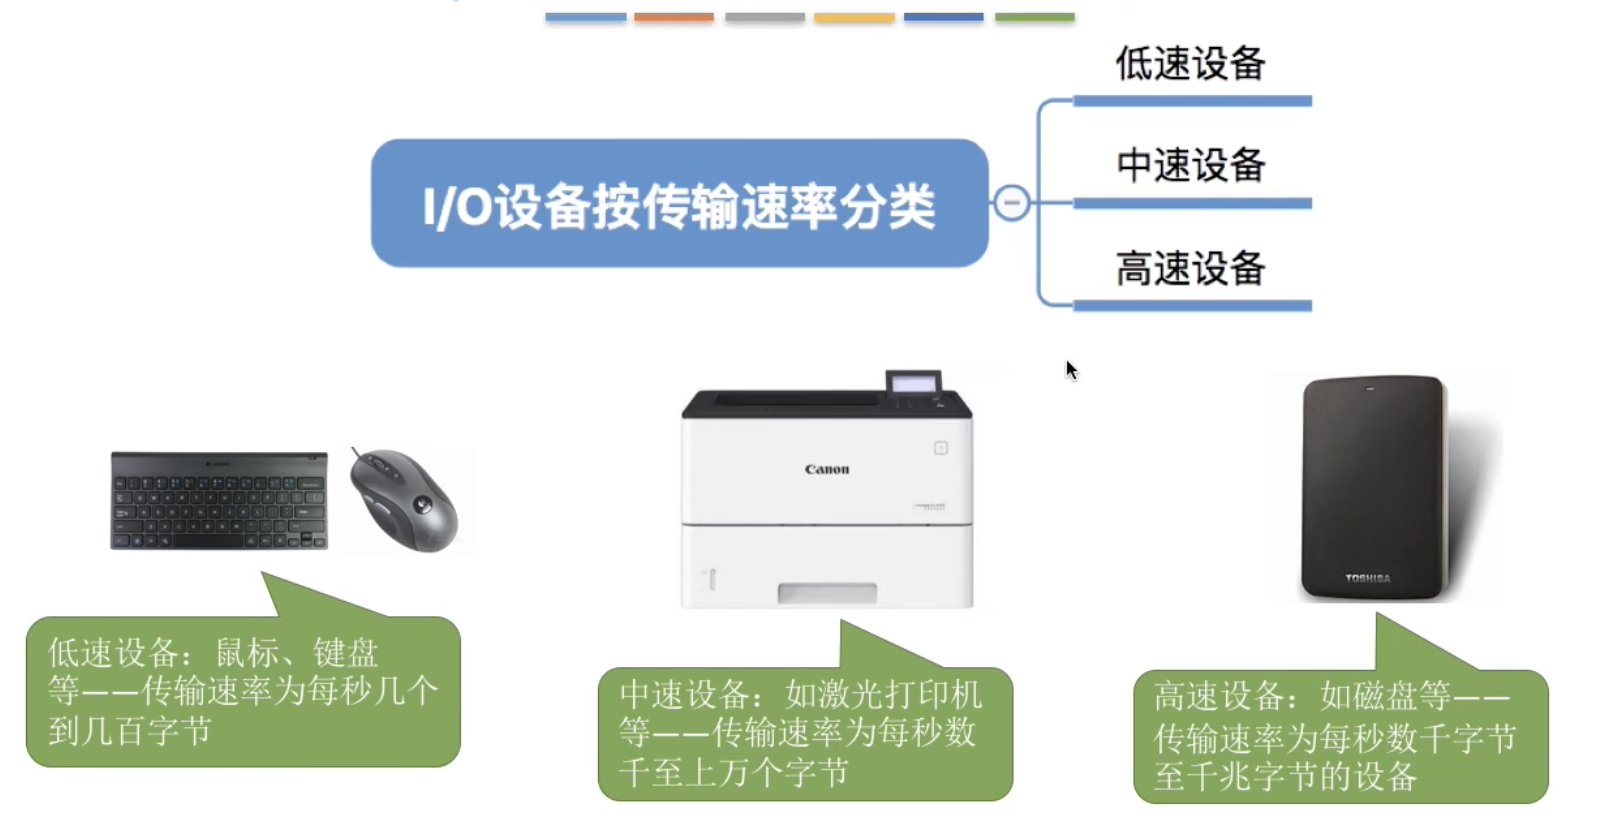 低速设备
I/O设备按传输速率分类
中速设备
高速设备
Canon
TOSHIBA
低速设备：鼠标、键盘
等——传输速率为每秒几个
到几百字节
中速设备：如激光打印机
等——传输速率为每秒数
千至上万个字节
高速设备：如磁盘等——
传输速率为每秒数千字节
至千兆字节的设备